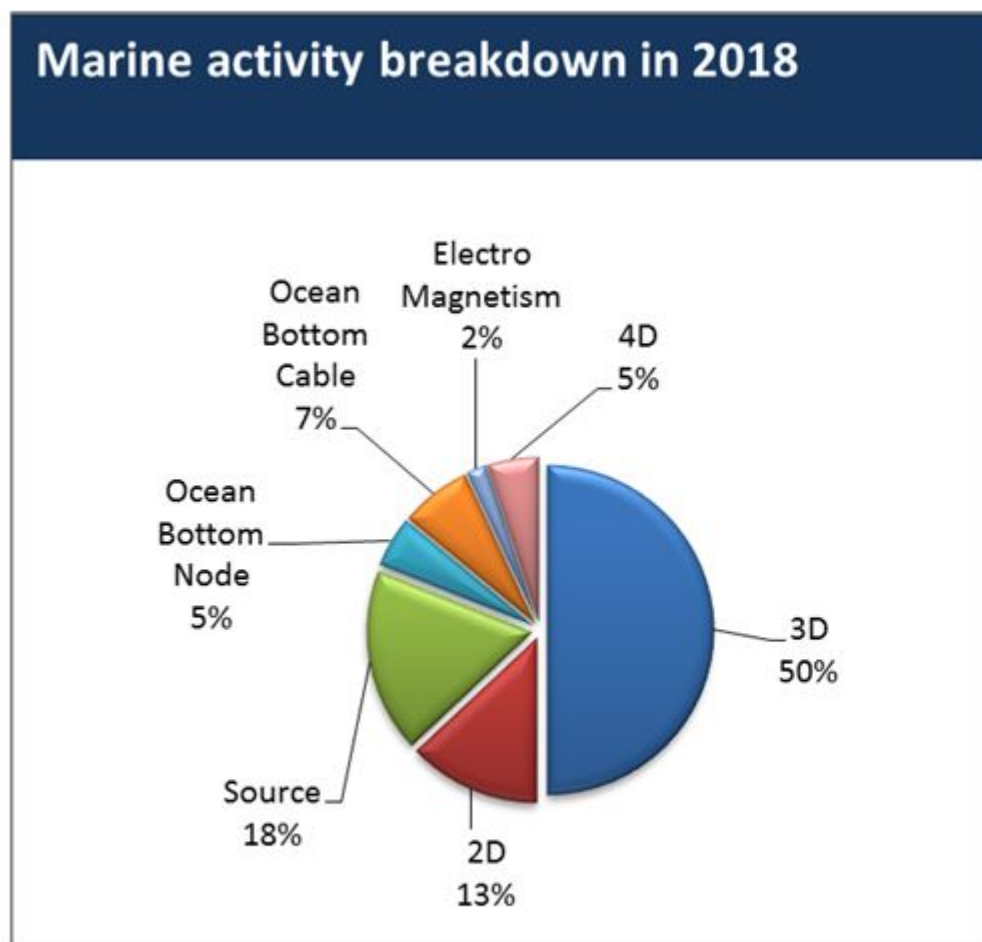 Marine activity breakdown in 2018
Electro
Magnetism
2%
Ocean
Bottom
Cable
7%
4D
5%
Ocean
Bottom
Node
5%
3D
50%
Source
18%
2D
13%